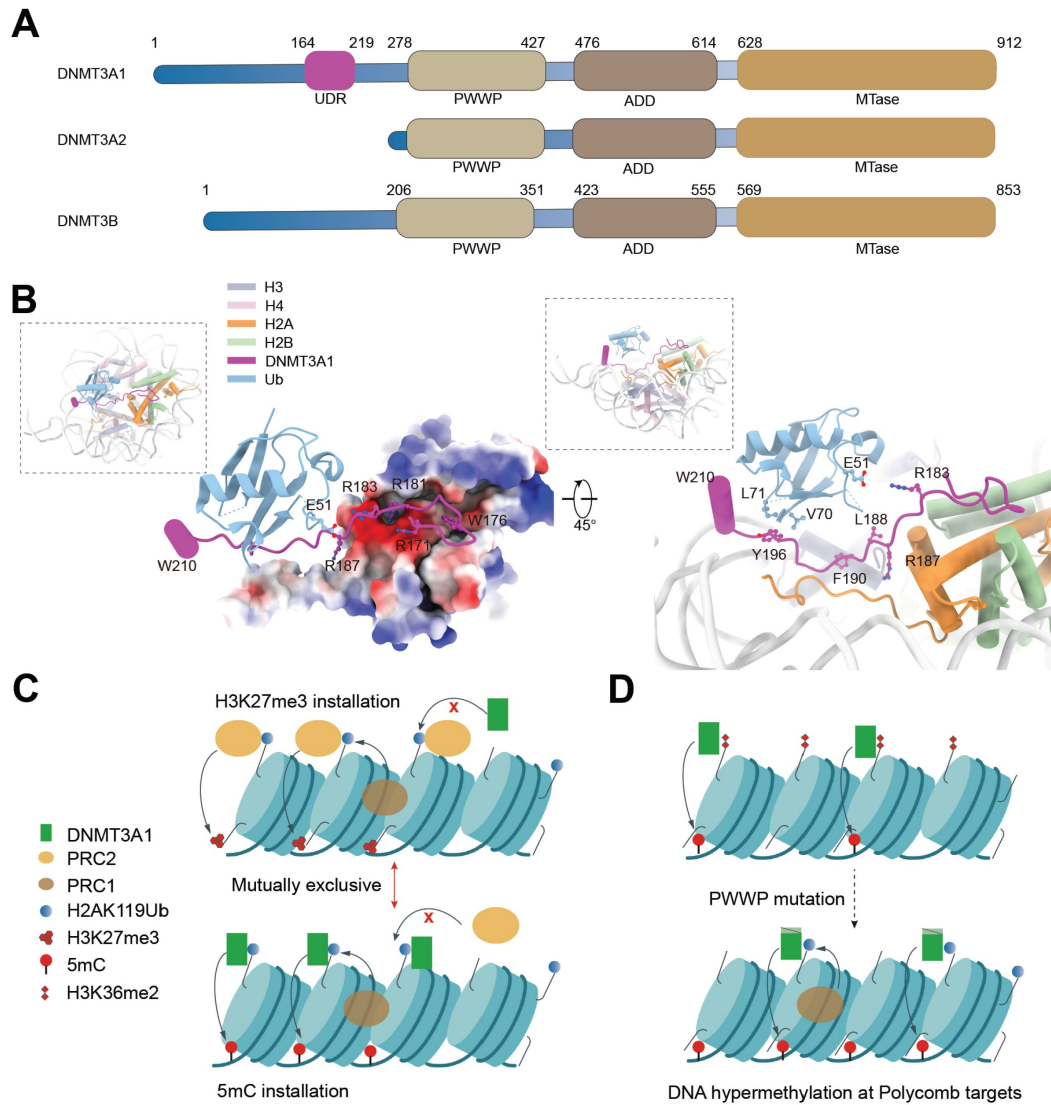 A
1 164 219 278 427 476 614 628 912
DNMT3A1
UDR PWWP ADD MTase
DNMT3A2
PWWP ADD MTase
1 206 351 423 555 569 853
DNMT3B
PWWP ADD MTase
B
H3
H4
H2A
H2B
DNMT3A1
Ub
E51
R183
R181
W176
R171
R187
W210
45°
W210
E51
R183
L71
V70
L188
Y196
F190
R187
C
H3K27me3 installation
X
DNMT3A1
PRC2
PRC1
H2AK119Ub
H3K27me3
5mC
H3K36me2
Mutually exclusive
X
5mC installation
D
PWWP mutation
DNA hypermethylation at Polycomb targets